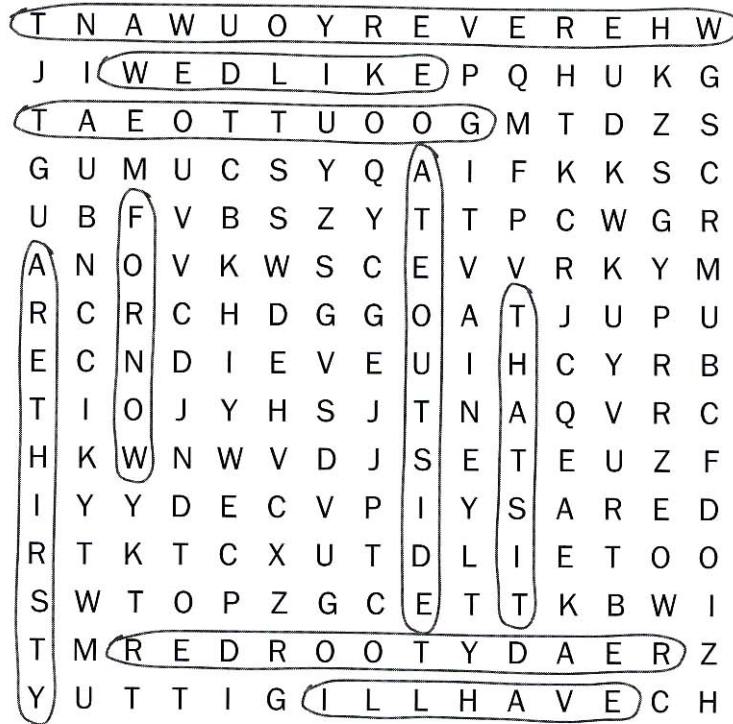 T N A W U O Y R E V E R E H W
J I W E D L I K E P Q H U K G
T A E O T T U O O G M T D Z S
G U M U C S Y Q A I F K K S C
U B F V B S Z Y T T P C W G R
A N O V K W S C E V V R K Y M
R C R C H D G G O A T J U P U
E C N D I E V E U I H C Y R B
T I O J Y H S J T N A Q V R C
H K W N W V D J S E T E U Z F
I Y Y D E C V P I Y S A R E D
R T K T C X U T D L I E T O O
S W T O P Z G C E T T K B W I
T M R E D R O O T Y D A E R Z
Y U T T I G I L L H A V E C H